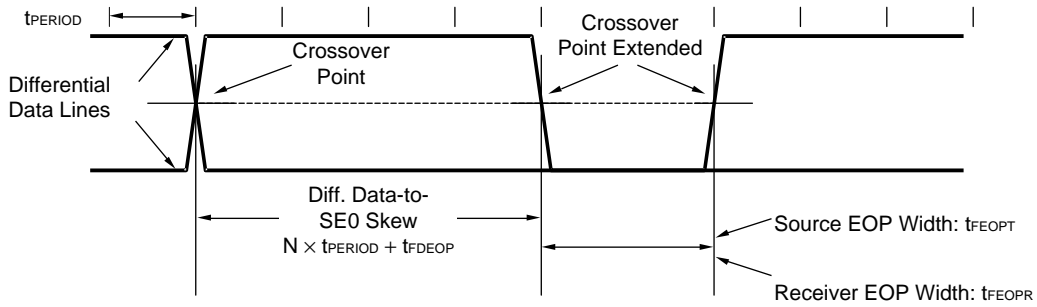 tPERIOD
Crossover
Point
Crossover
Point Extended
Differential
Data Lines
Diff. Data-to-
SE0 Skew
N × tPERIOD + tFDEOP
Source EOP Width: tFEOPT
Receiver EOP Width: tFEOPR